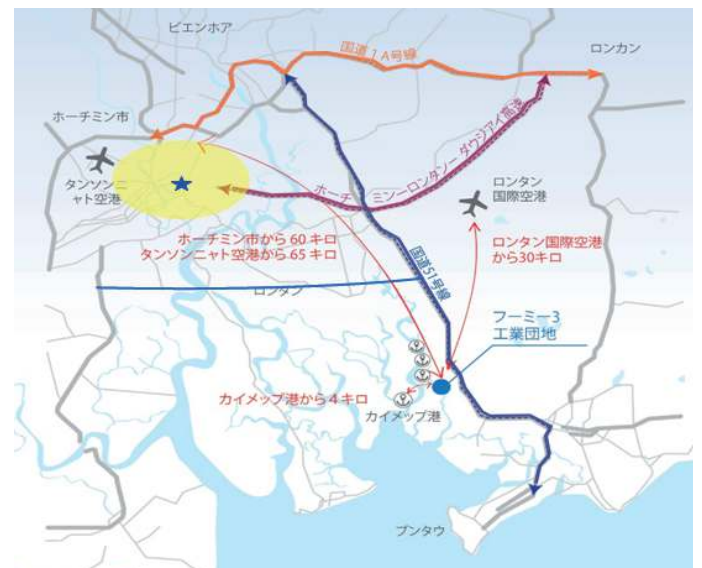 ビエンホア
国道1A号線
ロンカン
ホーチミン市
タンソンニ
ャト空港
ホーチミンーロンタンー ダウジアイ高速
ロンタン
国際空港
ホーチミン市から 60 キロ
タンソンニャト空港から 65 キロ
ロンタン国際空港
から30キロ
ロンタン
国道51号線
フーミー3
工業団地
カイメップ港から 4 キロ
カイメップ港
ブンタウ